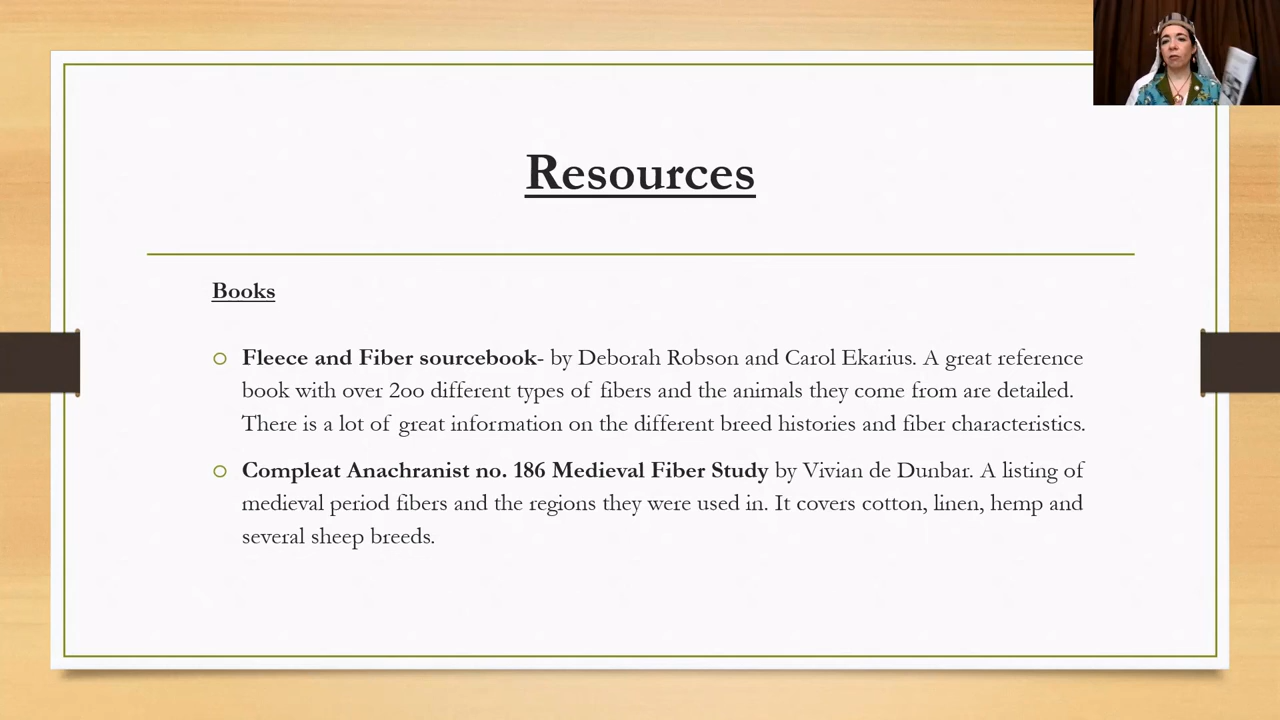 Resources
Books
Fleece and Fiber sourcebook- by Deborah Robson and Carol Ekarius. A great reference
book with over 2oo different types of fibers and the animals they come from are detailed.
There is a lot of great information on the different breed histories and fiber characteristics.
Compleat Anachranist no. 186 Medieval Fiber Study by Vivian de Dunbar. A listing of
medieval period fibers and the regions they were used in. It covers cotton, linen, hemp and
several sheep breeds.